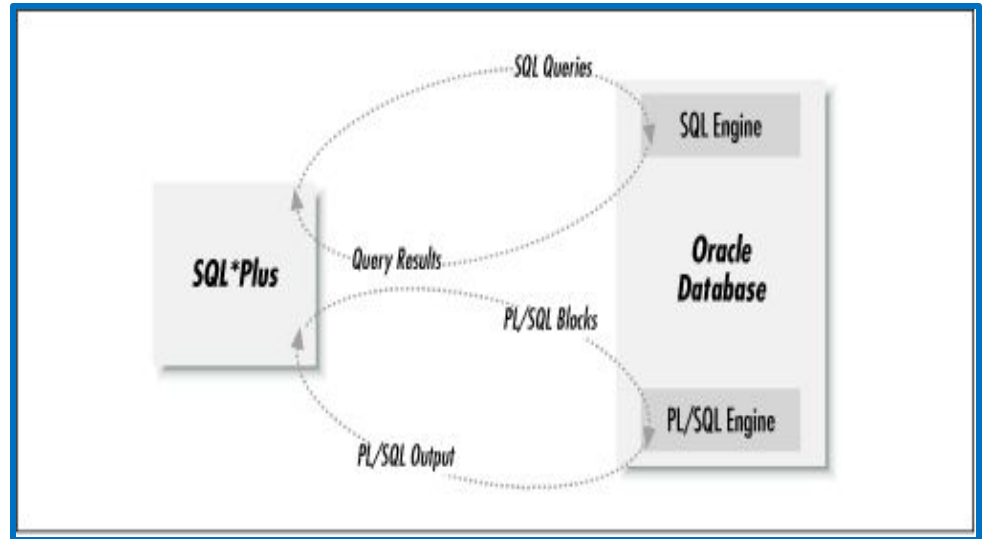 SQL Queries
SQL Engine
SQL*Plus
Query Results
Oracle
Database
PL/SQL Blocks
PL/SQL Engine
PL/SQL Output